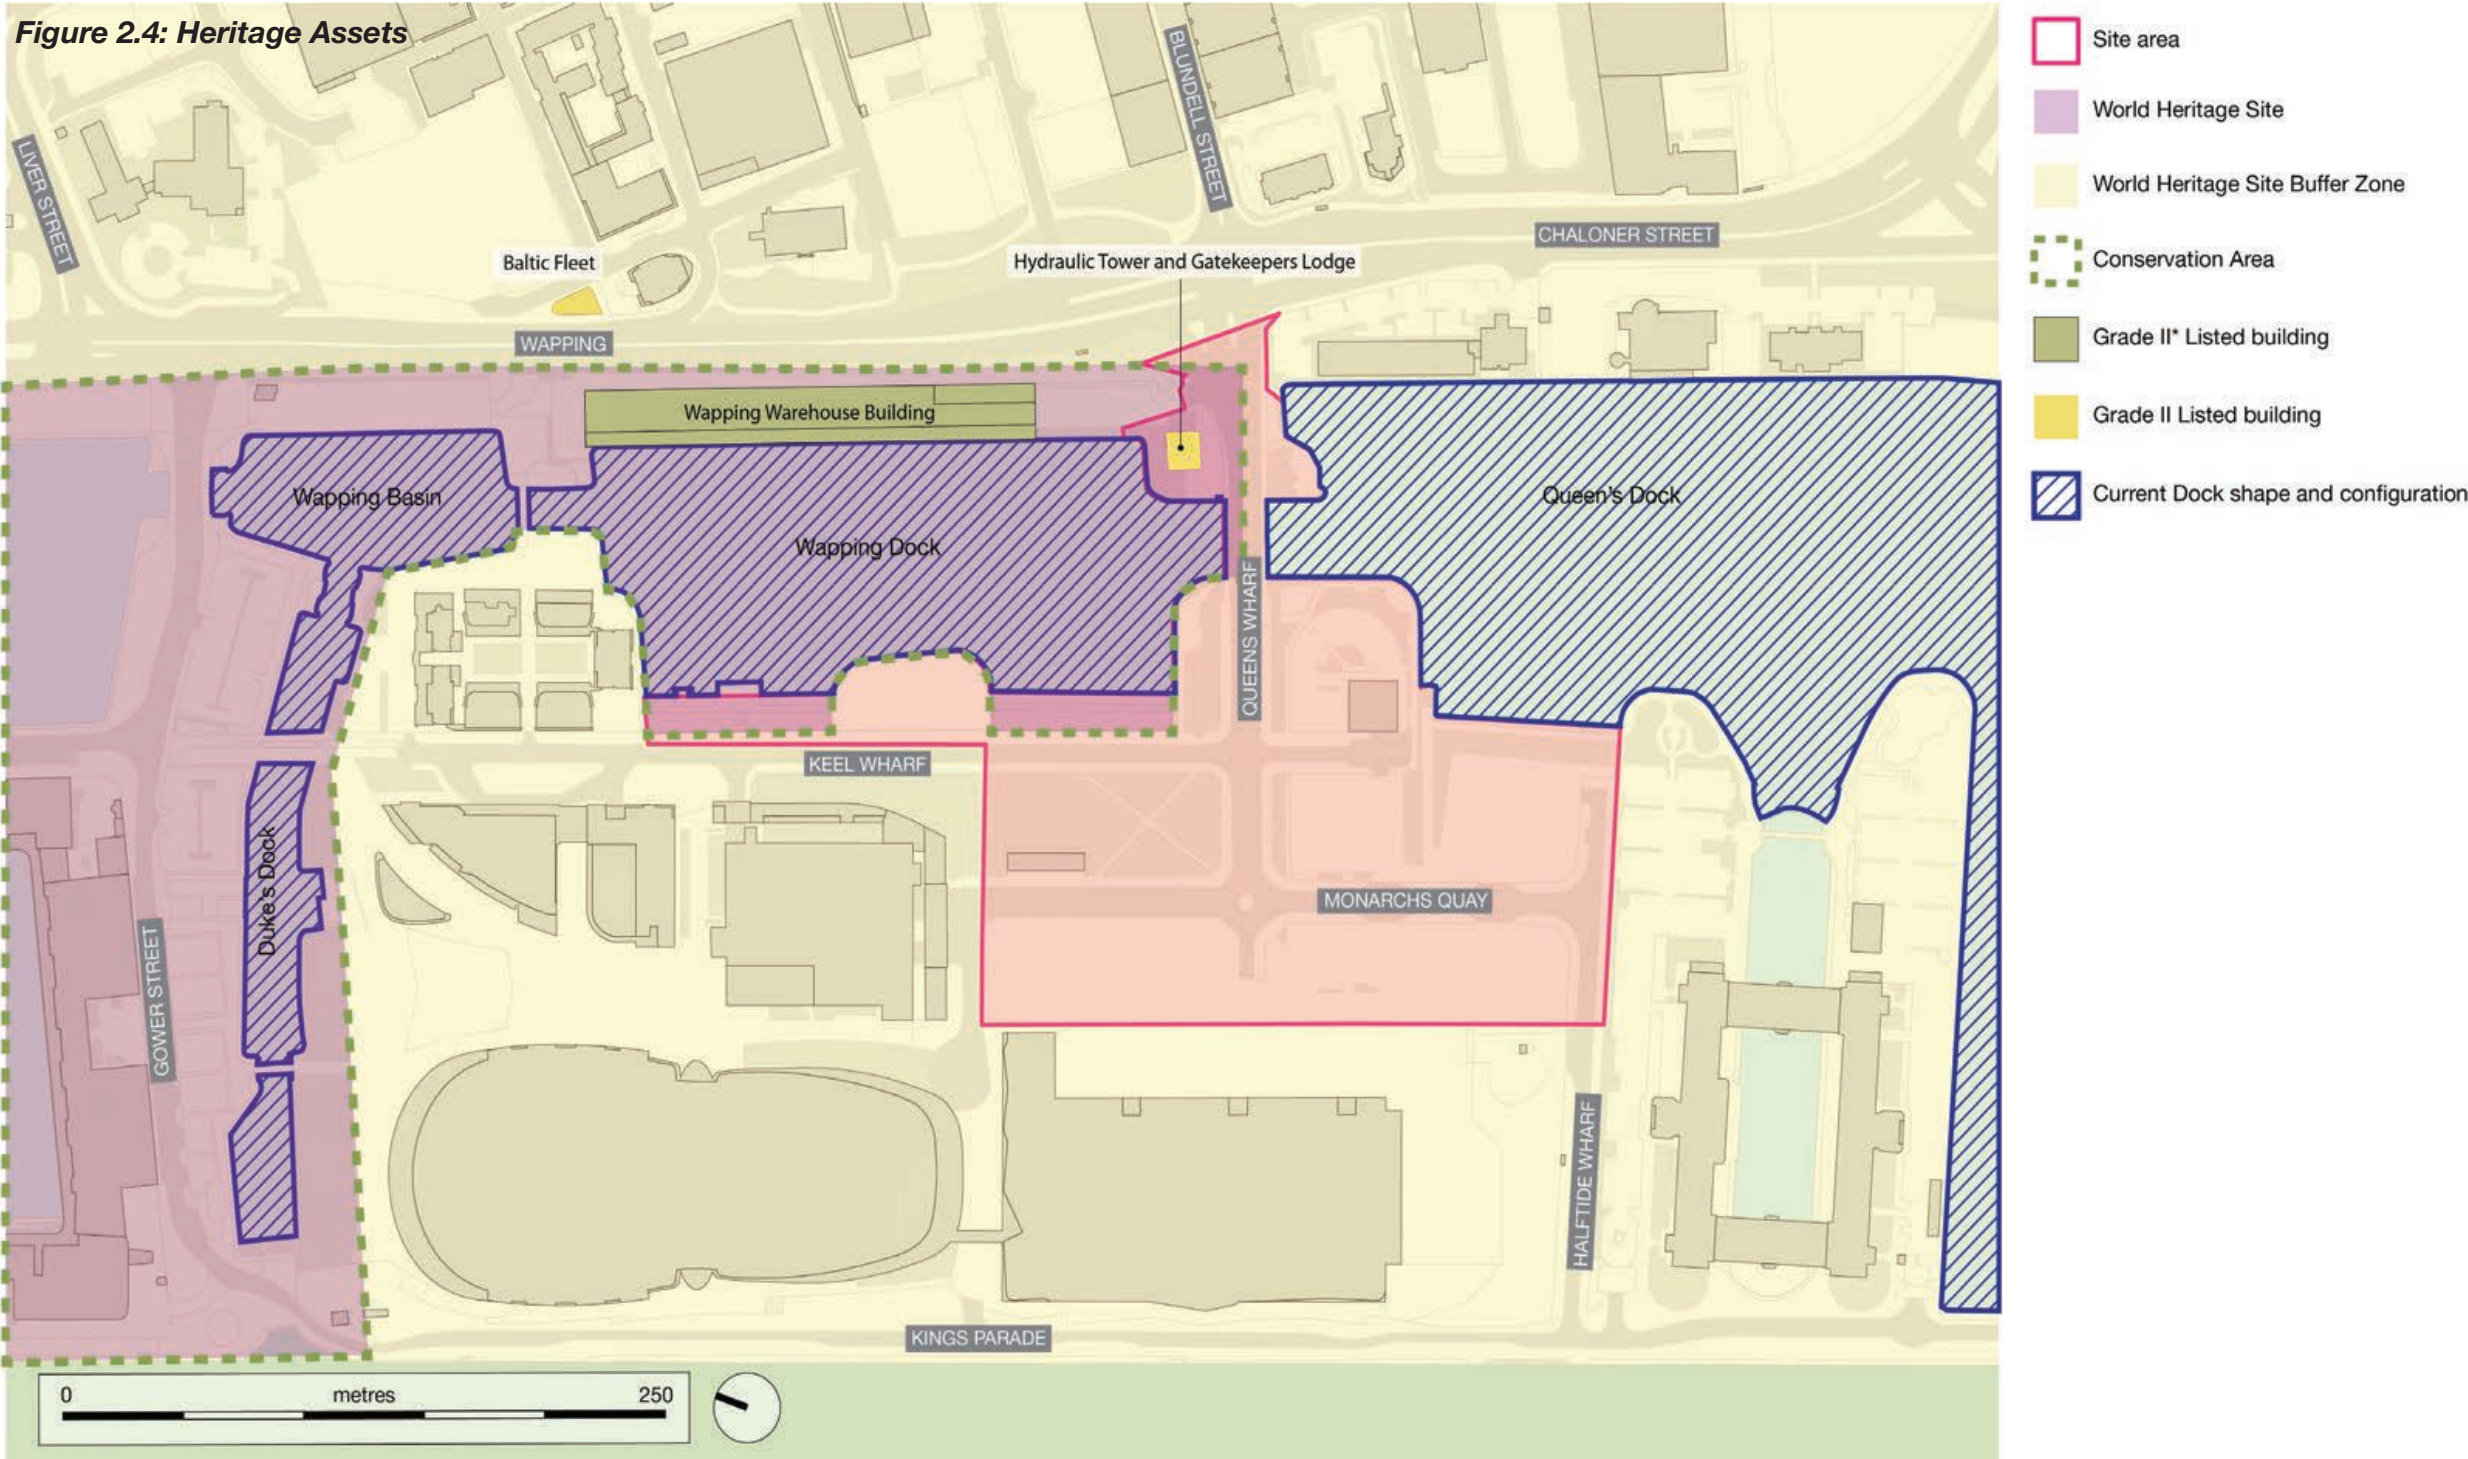 Figure 2.4: Heritage Assets
LIVER STREET
BLUNDELL STREET
CHALONER STREET
Baltic Fleet
Hydraulic Tower and Gatekeepers Lodge
WAPPING
Wapping Warehouse Building
Wapping Basin
Queen's Dock
Wapping Dock
QUEENS WHARF
KEEL WHARF
Duke's Dock
MONARCHS QUAY
GOWER STREET
HALFTIDE WHARF
KINGS PARADE
0 metres 250
Site area
World Heritage Site
World Heritage Site Buffer Zone
Conservation Area
Grade II* Listed building
Grade II Listed building
Current Dock shape and configuration